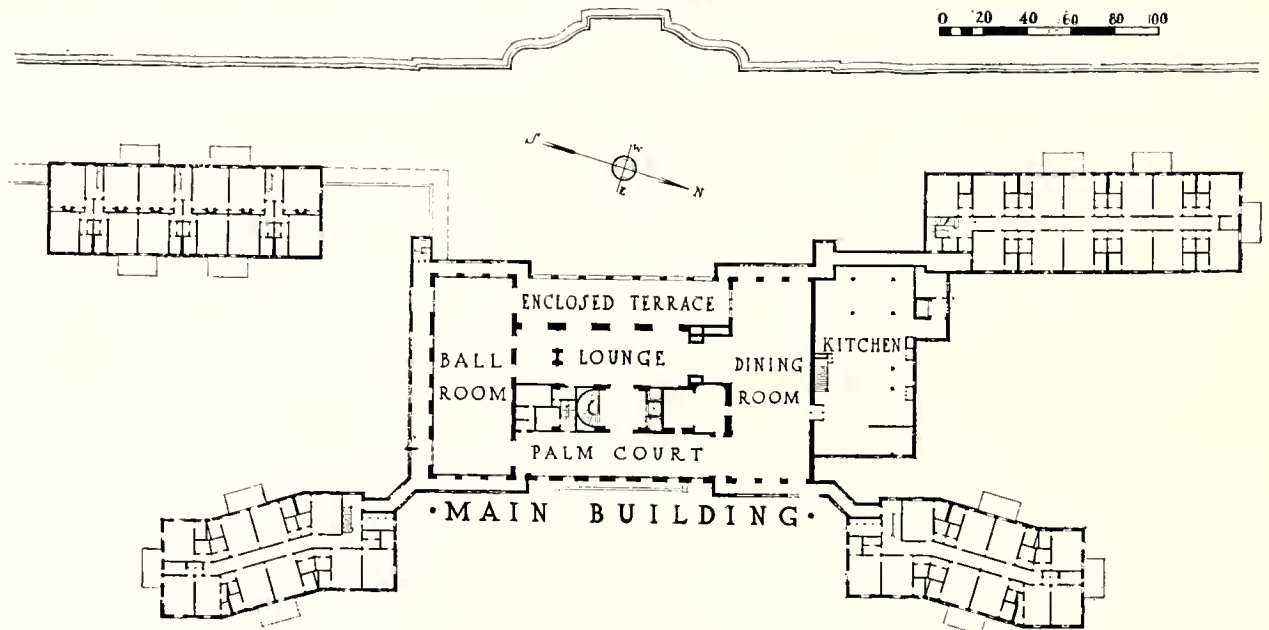 0 20 40 60 80 100
S
W
E
N
ENCLOSED TERRACE
BALL
ROOM
LOUNGE
DINING
ROOM
KITCHEN
PALM COURT
·MAIN BUILDING·